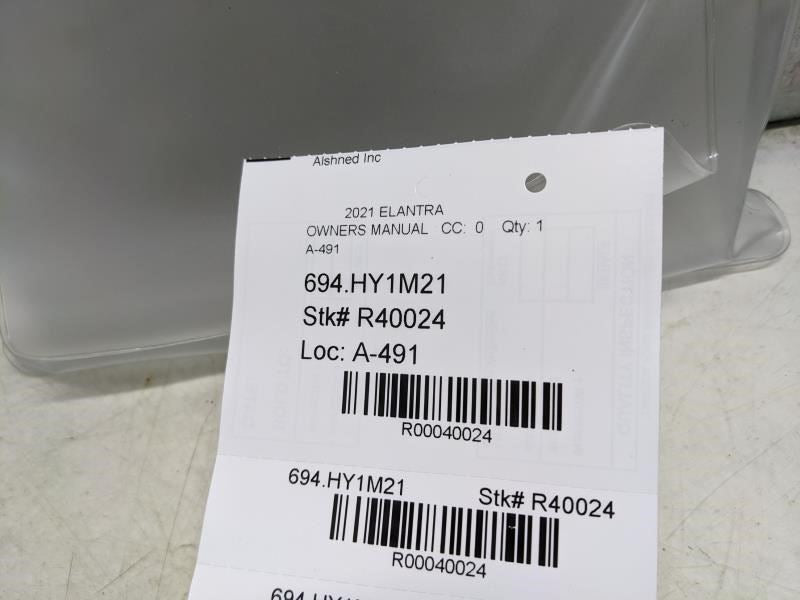 Alshned Inc
2021 ELANTRA
OWNERS MANUAL CC: 0 Qty: 1
A-491
694.HY1M21
Stk# R40024
Loc: A-491
R00040024
694.HY1M21 Stk# R40024
R00040024